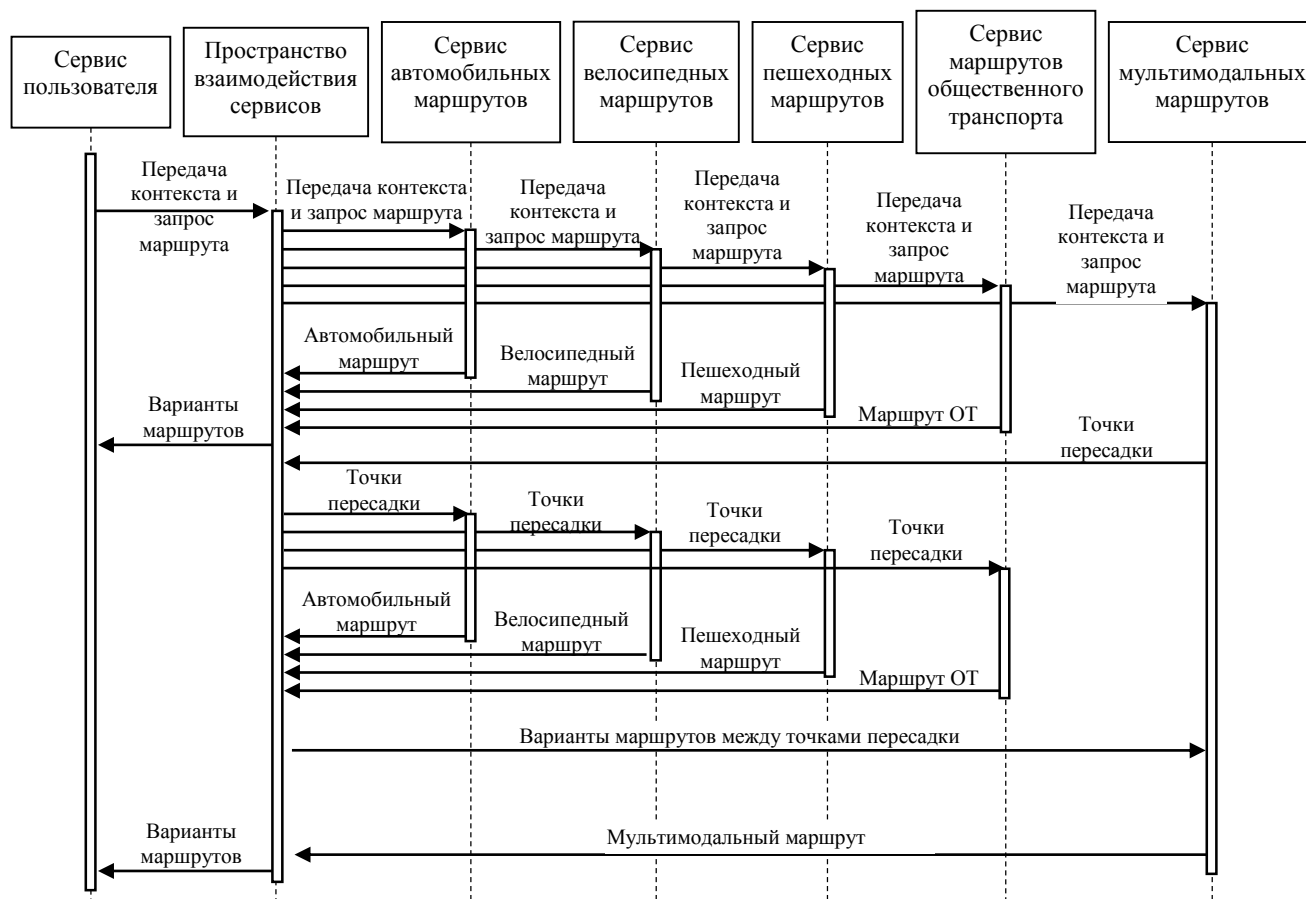 Сервис
пользователя
Пространство
взаимодействия
сервисов
Сервис
автомобильных
маршрутов
Сервис
велосипедных
маршрутов
Сервис
пешеходных
маршрутов
Сервис
маршрутов
общественного
транспорта
Сервис
мультимодальных
маршрутов
Передача
контекста и
запрос
маршрута
Передача контекста
и запрос маршрута
Передача
контекста и
запрос маршрута
Передача
контекста и
запрос
маршрута
Передача
контекста и
запрос
маршрута
Передача
контекста и
запрос
маршрута
Автомобильный
маршрут
Велосипедный
маршрут
Пешеходный
маршрут
Маршрут ОТ
Варианты
маршрутов
Точки
пересадки
Точки
пересадки
Точки
пересадки
Точки
пересадки
Точки
пересадки
Автомобильный
маршрут
Велосипедный
маршрут
Пешеходный
маршрут
Маршрут ОТ
Варианты маршрутов между точками пересадки
Варианты
маршрутов
Мультимодальный маршрут